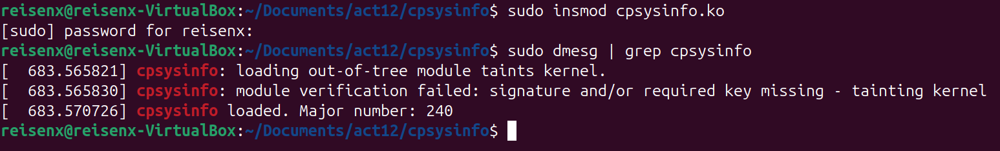 reisenx@reisenx-VirtualBox:~/Documents/act12/cpsysinfo$ sudo insmod cpsysinfo.ko
[sudo] password for reisenx:
reisenx@reisenx-VirtualBox:~/Documents/act12/cpsysinfo$ sudo dmesg | grep cpsysinfo
[  683.565821] cpsysinfo: loading out-of-tree module taints kernel.
[  683.565830] cpsysinfo: module verification failed: signature and/or required key missing - tainting kernel
[  683.570726] cpsysinfo loaded. Major number: 240
reisenx@reisenx-VirtualBox:~/Documents/act12/cpsysinfo$